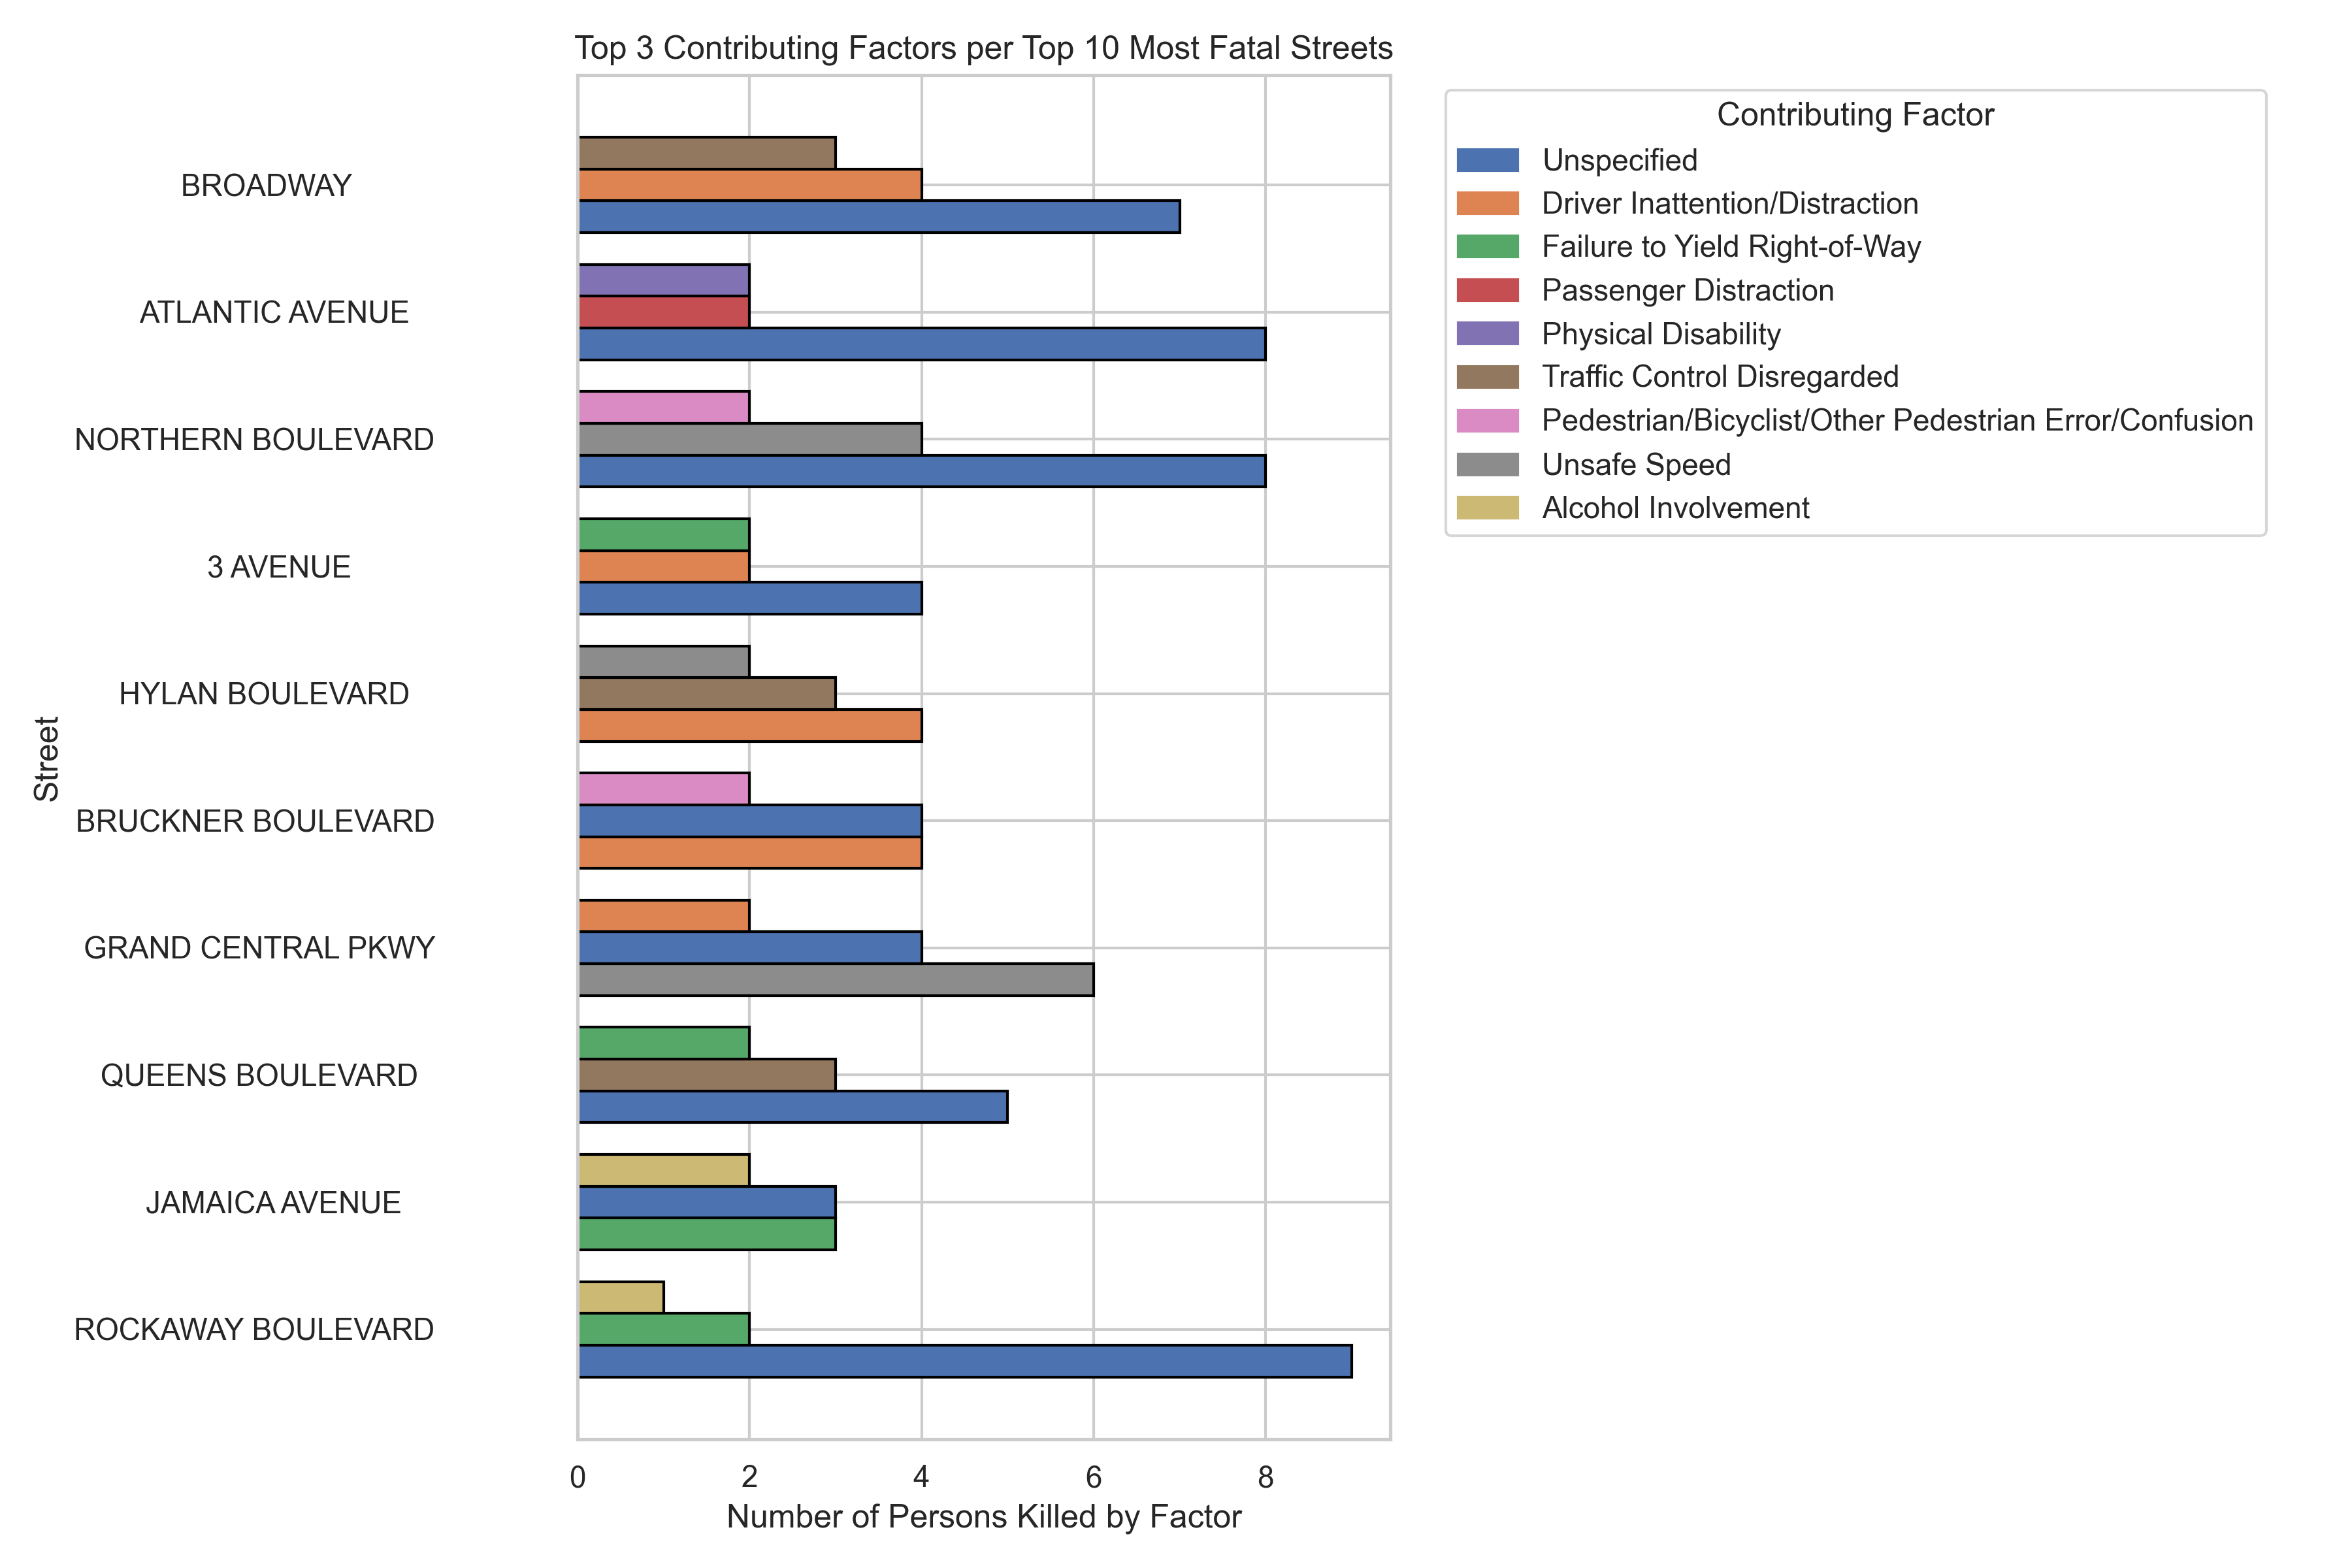 Top 3 Contributing Factors per Top 10 Most Fatal Streets
Contributing Factor
Unspecified
Driver Inattention/Distraction
Failure to Yield Right-of-Way
Passenger Distraction
Physical Disability
Traffic Control Disregarded
Pedestrian/Bicyclist/Other Pedestrian Error/Confusion
Unsafe Speed
Alcohol Involvement
Street
BROADWAY
ATLANTIC AVENUE
NORTHERN BOULEVARD
3 AVENUE
HYLAN BOULEVARD
BRUCKNER BOULEVARD
GRAND CENTRAL PKWY
QUEENS BOULEVARD
JAMAICA AVENUE
ROCKAWAY BOULEVARD
0 2 4 6 8
Number of Persons Killed by Factor